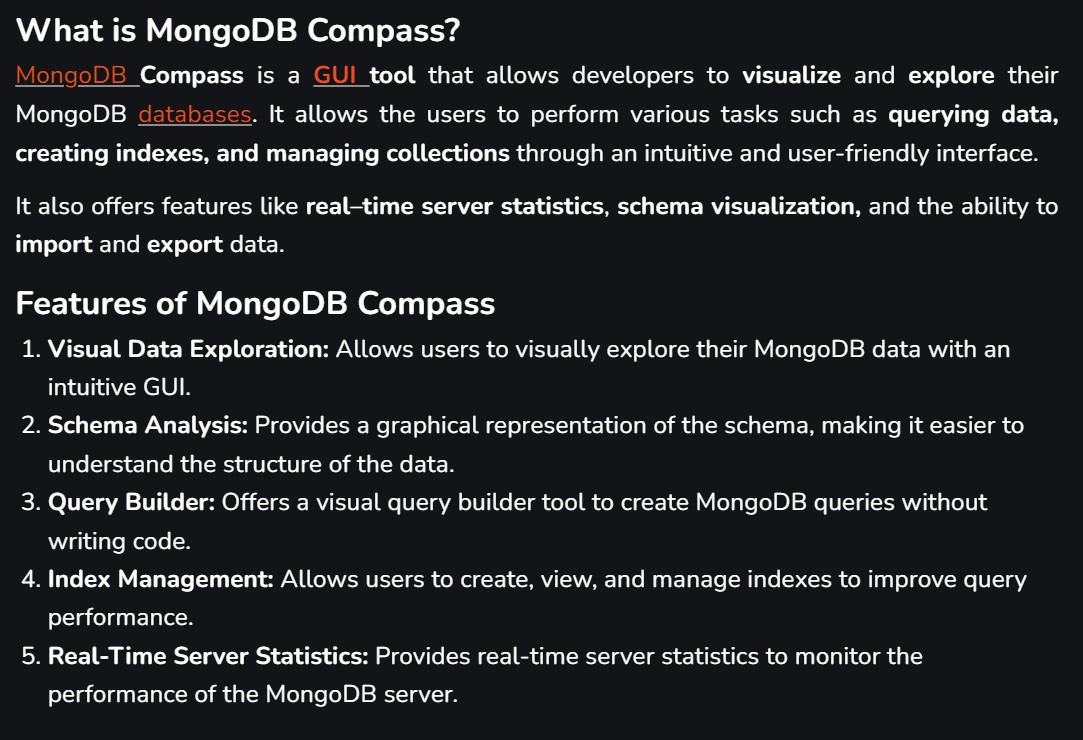 What is MongoDB Compass?
MongoDB Compass is a GUI tool that allows developers to visualize and explore their
MongoDB databases. It allows the users to perform various tasks such as querying data,
creating indexes, and managing collections through an intuitive and user-friendly interface.
It also offers features like real–time server statistics, schema visualization, and the ability to
import and export data.
Features of MongoDB Compass
1. Visual Data Exploration: Allows users to visually explore their MongoDB data with an
intuitive GUI.
2. Schema Analysis: Provides a graphical representation of the schema, making it easier to
understand the structure of the data.
3. Query Builder: Offers a visual query builder tool to create MongoDB queries without
writing code.
4. Index Management: Allows users to create, view, and manage indexes to improve query
performance.
5. Real-Time Server Statistics: Provides real-time server statistics to monitor the
performance of the MongoDB server.